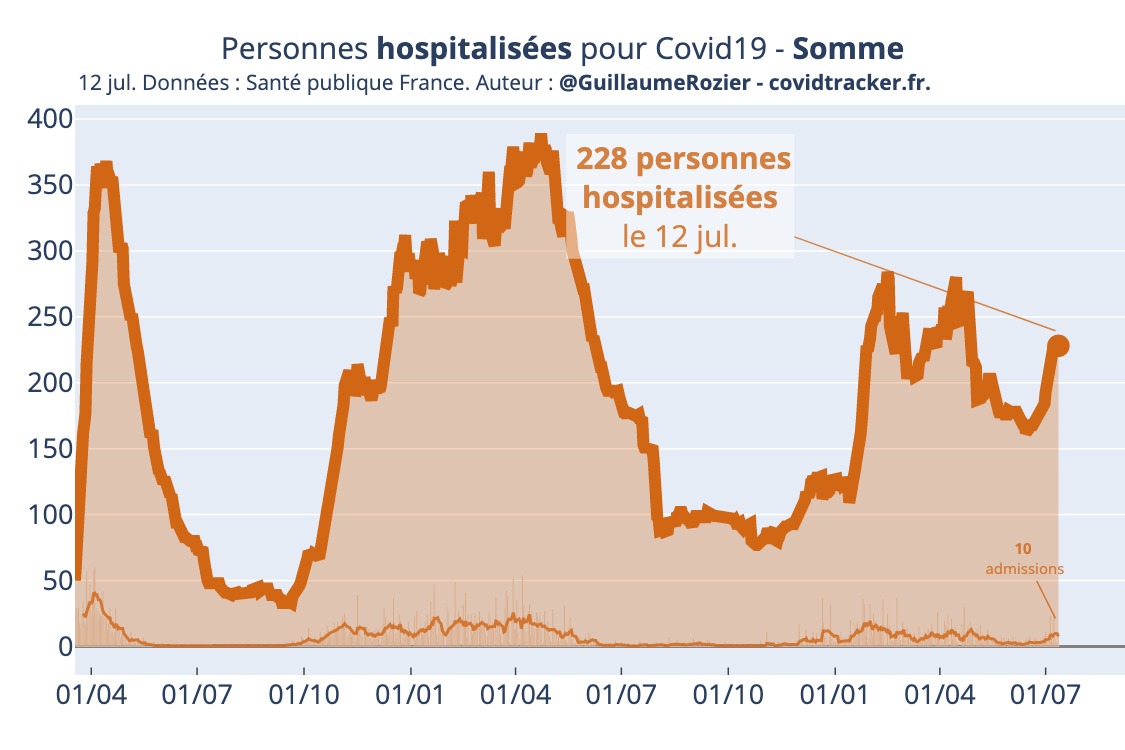 Personnes hospitalisées pour Covid19 - Somme
12 jul. Données : Santé publique France. Auteur : @GuillaumeRozier - covidtracker.fr.
400
350
300
250
200
150
100
50
0
228 personnes
hospitalisées
le 12 jul.
10
admissions
01/04 01/07 01/10 01/01 01/04 01/07 01/10 01/01 01/04 01/07